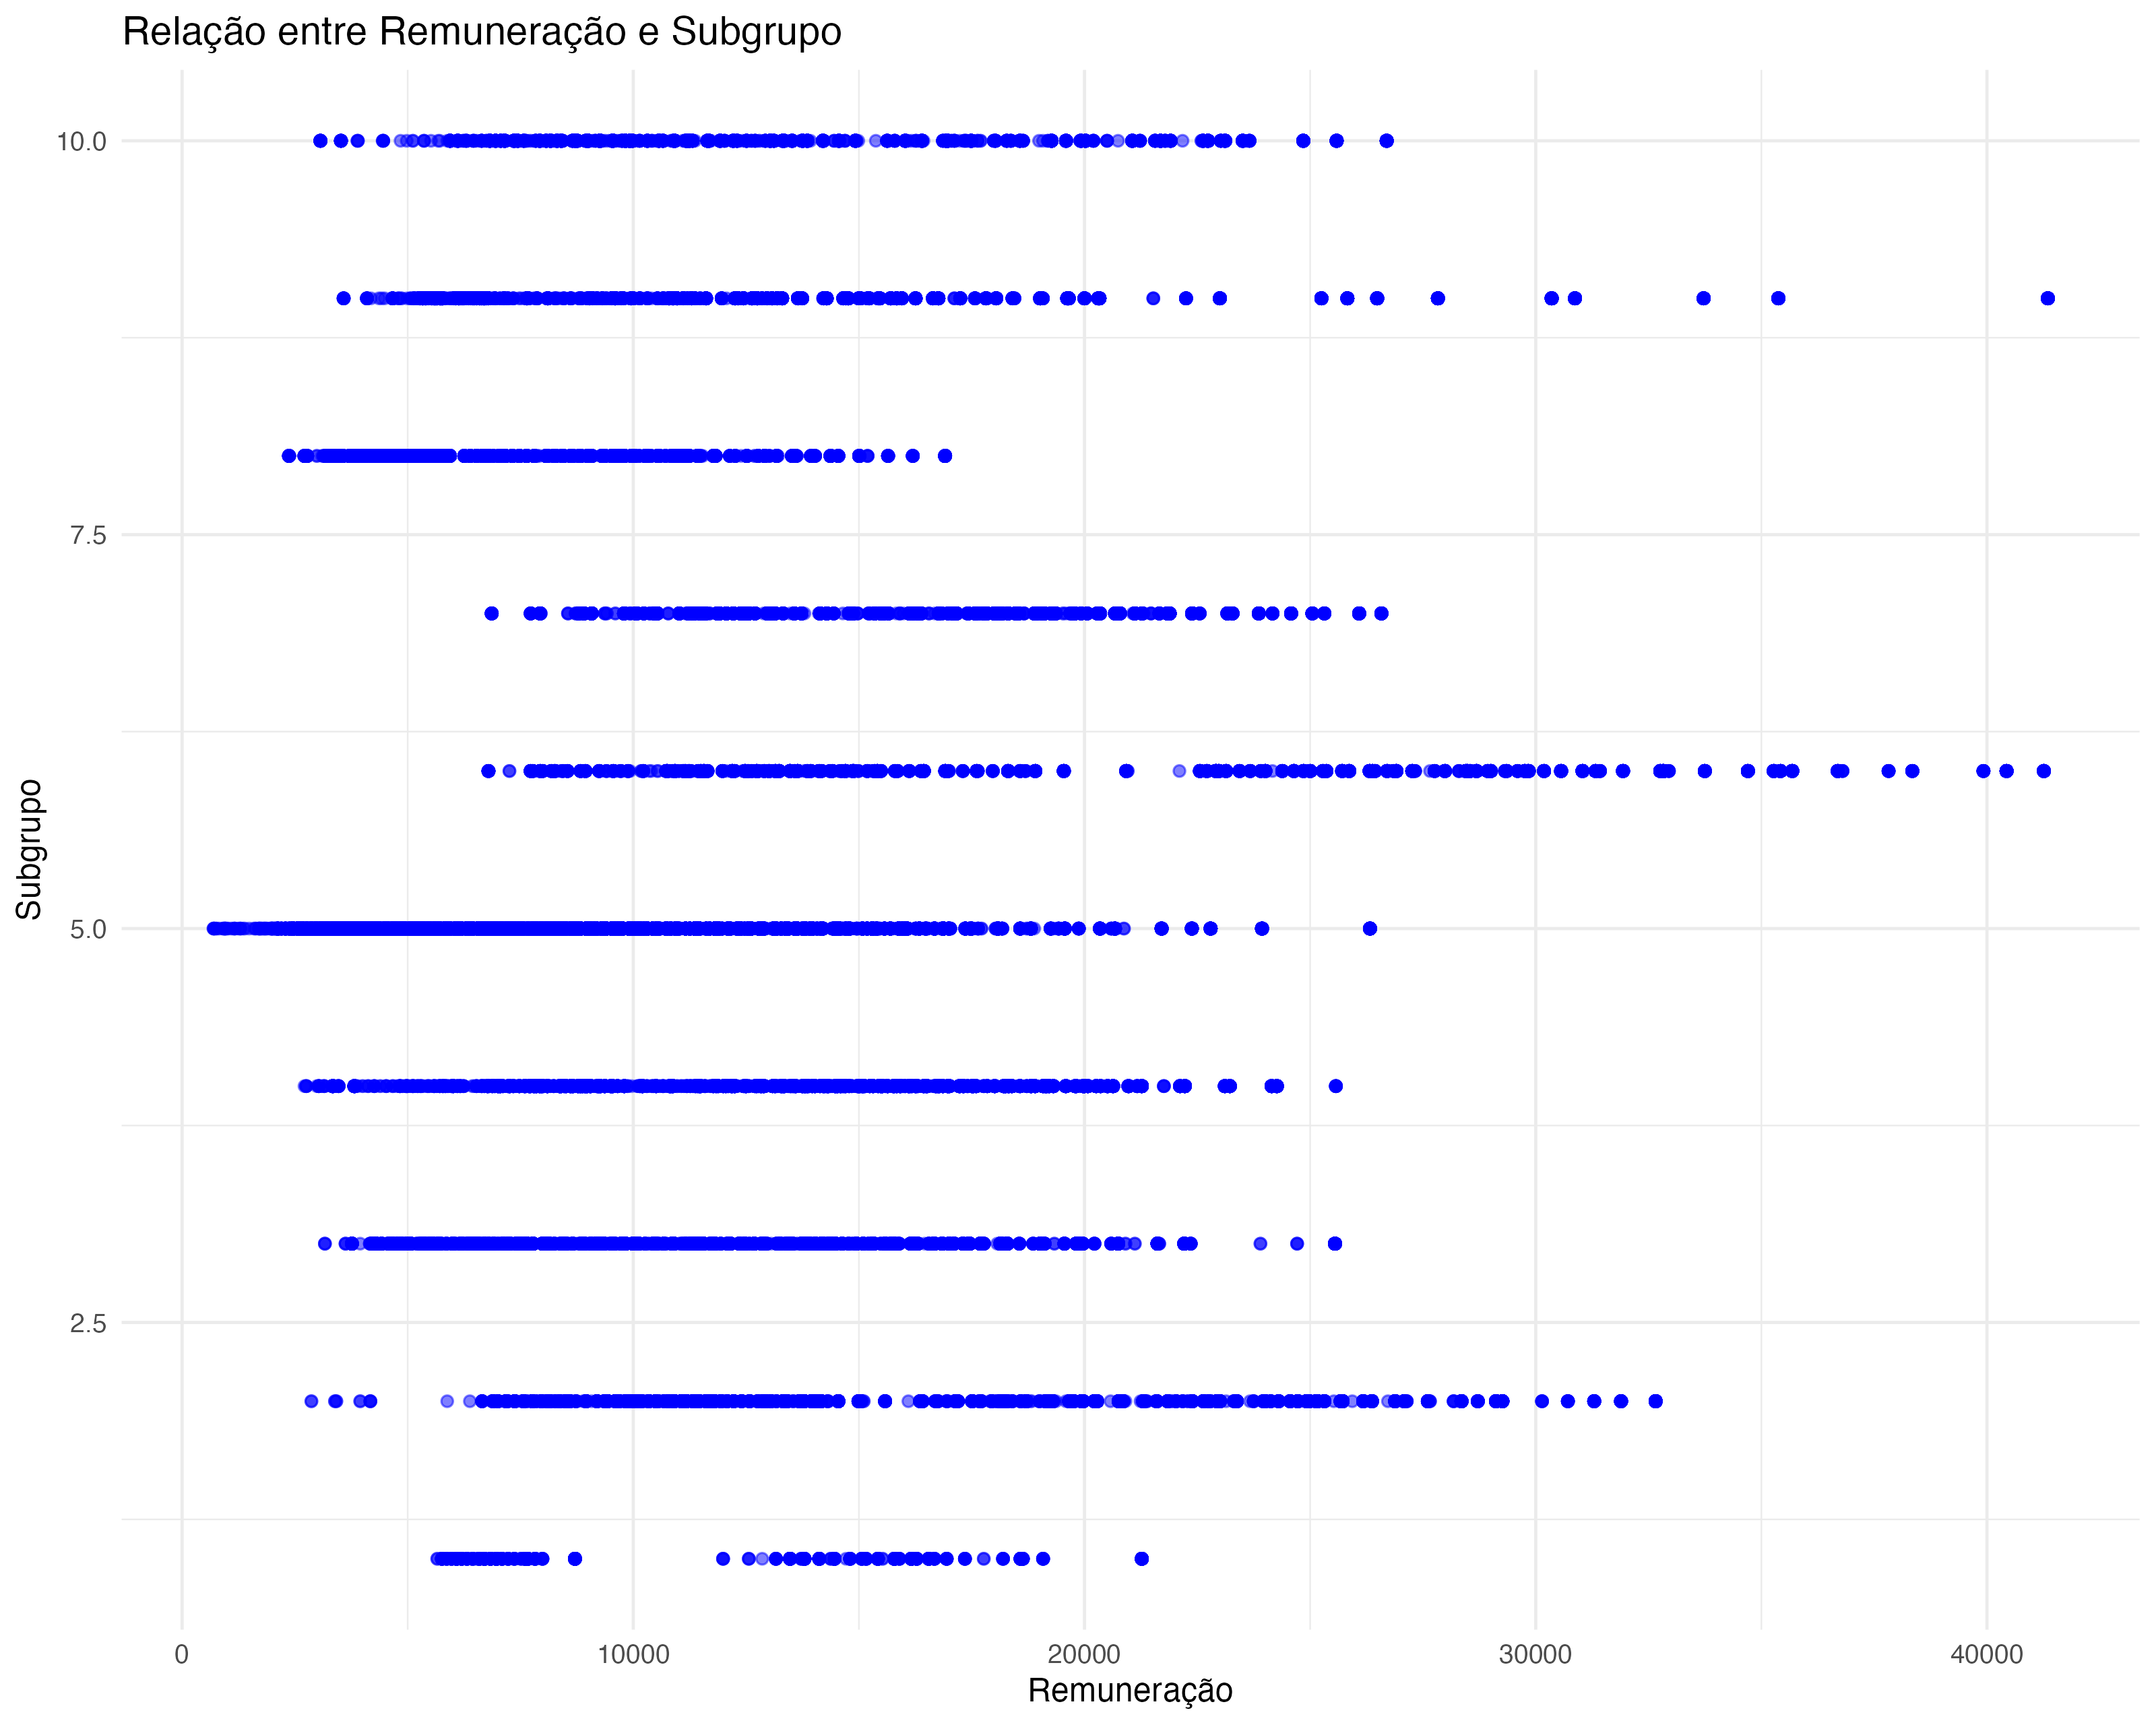 Relação entre Remuneração e Subgrupo
10.0
7.5
5.0
2.5
Subgrupo
0 10000 20000 30000 40000
Remuneração